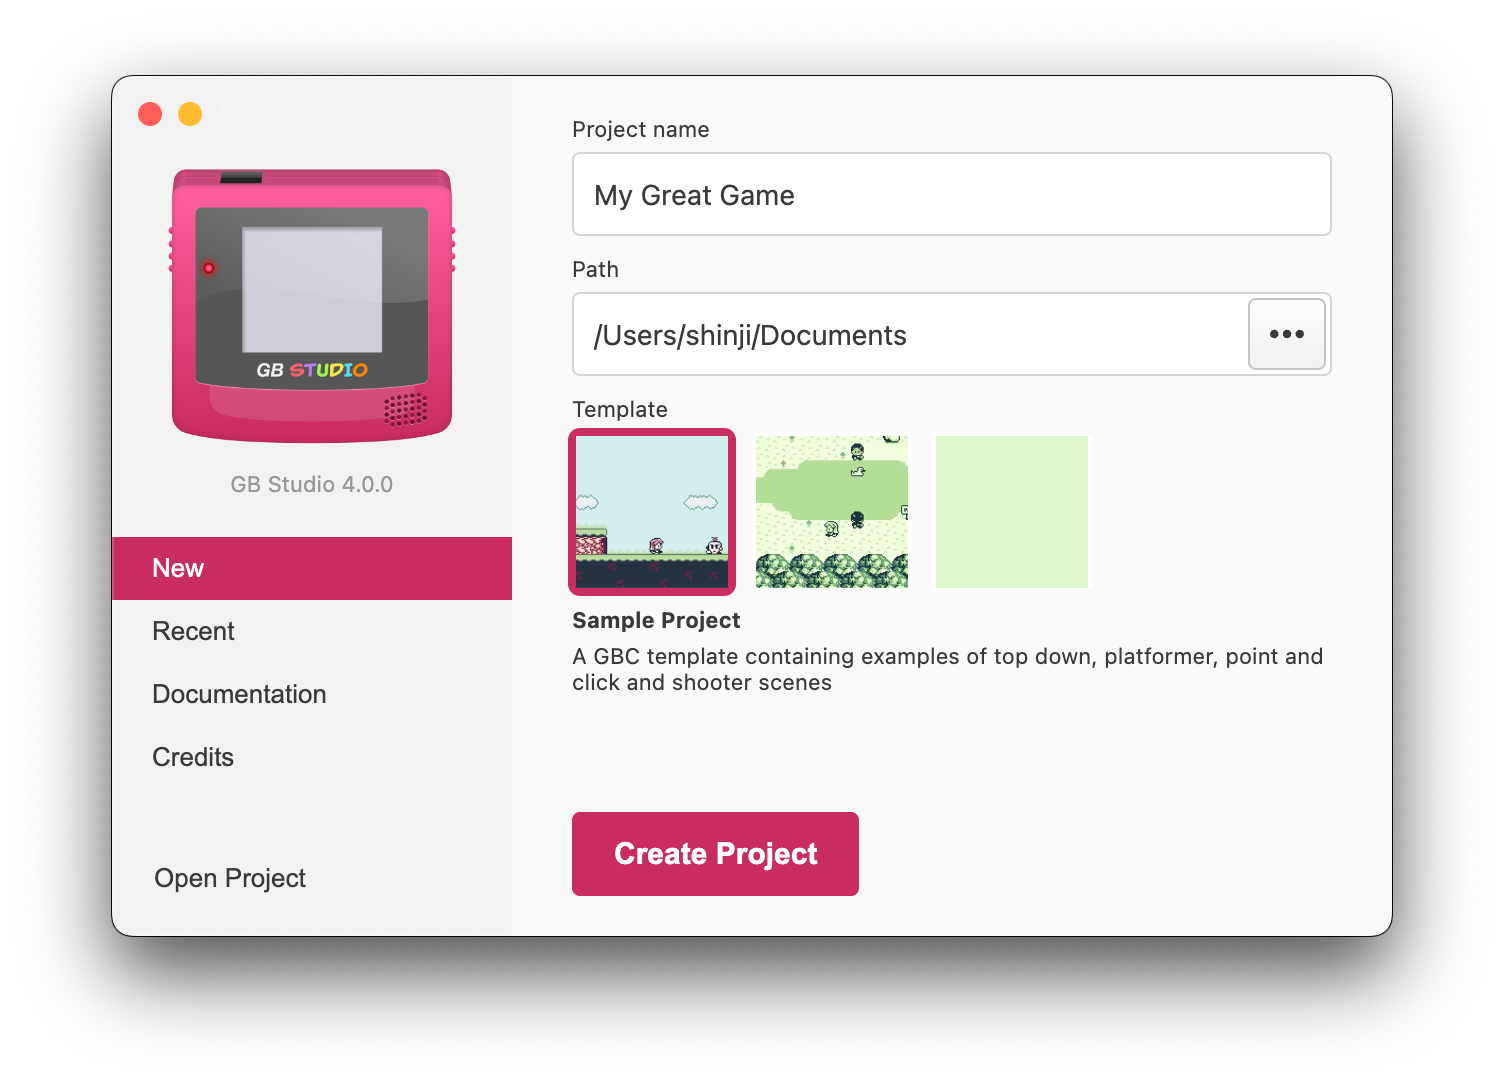 GB STUDIO
GB Studio 4.0.0
New
Recent
Documentation
Credits
Open Project
Project name
My Great Game
Path
/Users/shinji/Documents
Template
Sample Project
A GBC template containing examples of top down, platformer, point and
click and shooter scenes
Create Project